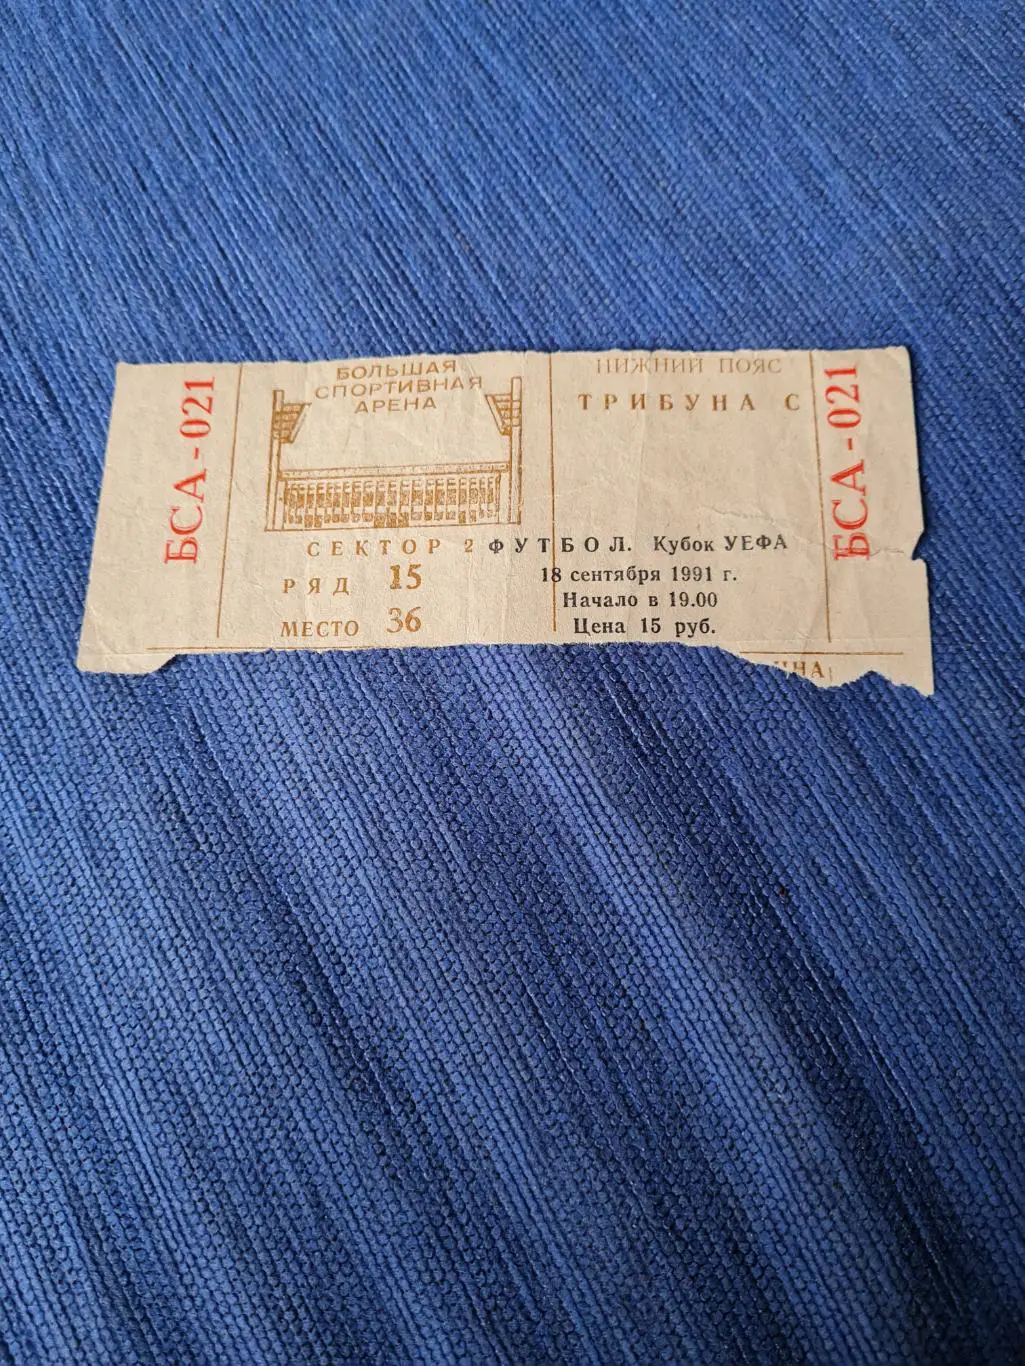 БСА - 021
БОЛЬШАЯ
СПОРТИВНАЯ
АРЕНА
СЕКТОР 2
РЯД 15
МЕСТО 36
НИЖНИЙ ПОЯС
ТРИБУНА С
ФУТБОЛ. Кубок УЕФА
18 сентября 1991 г.
Начало в 19.00
Цена 15 руб.
БСА - 021